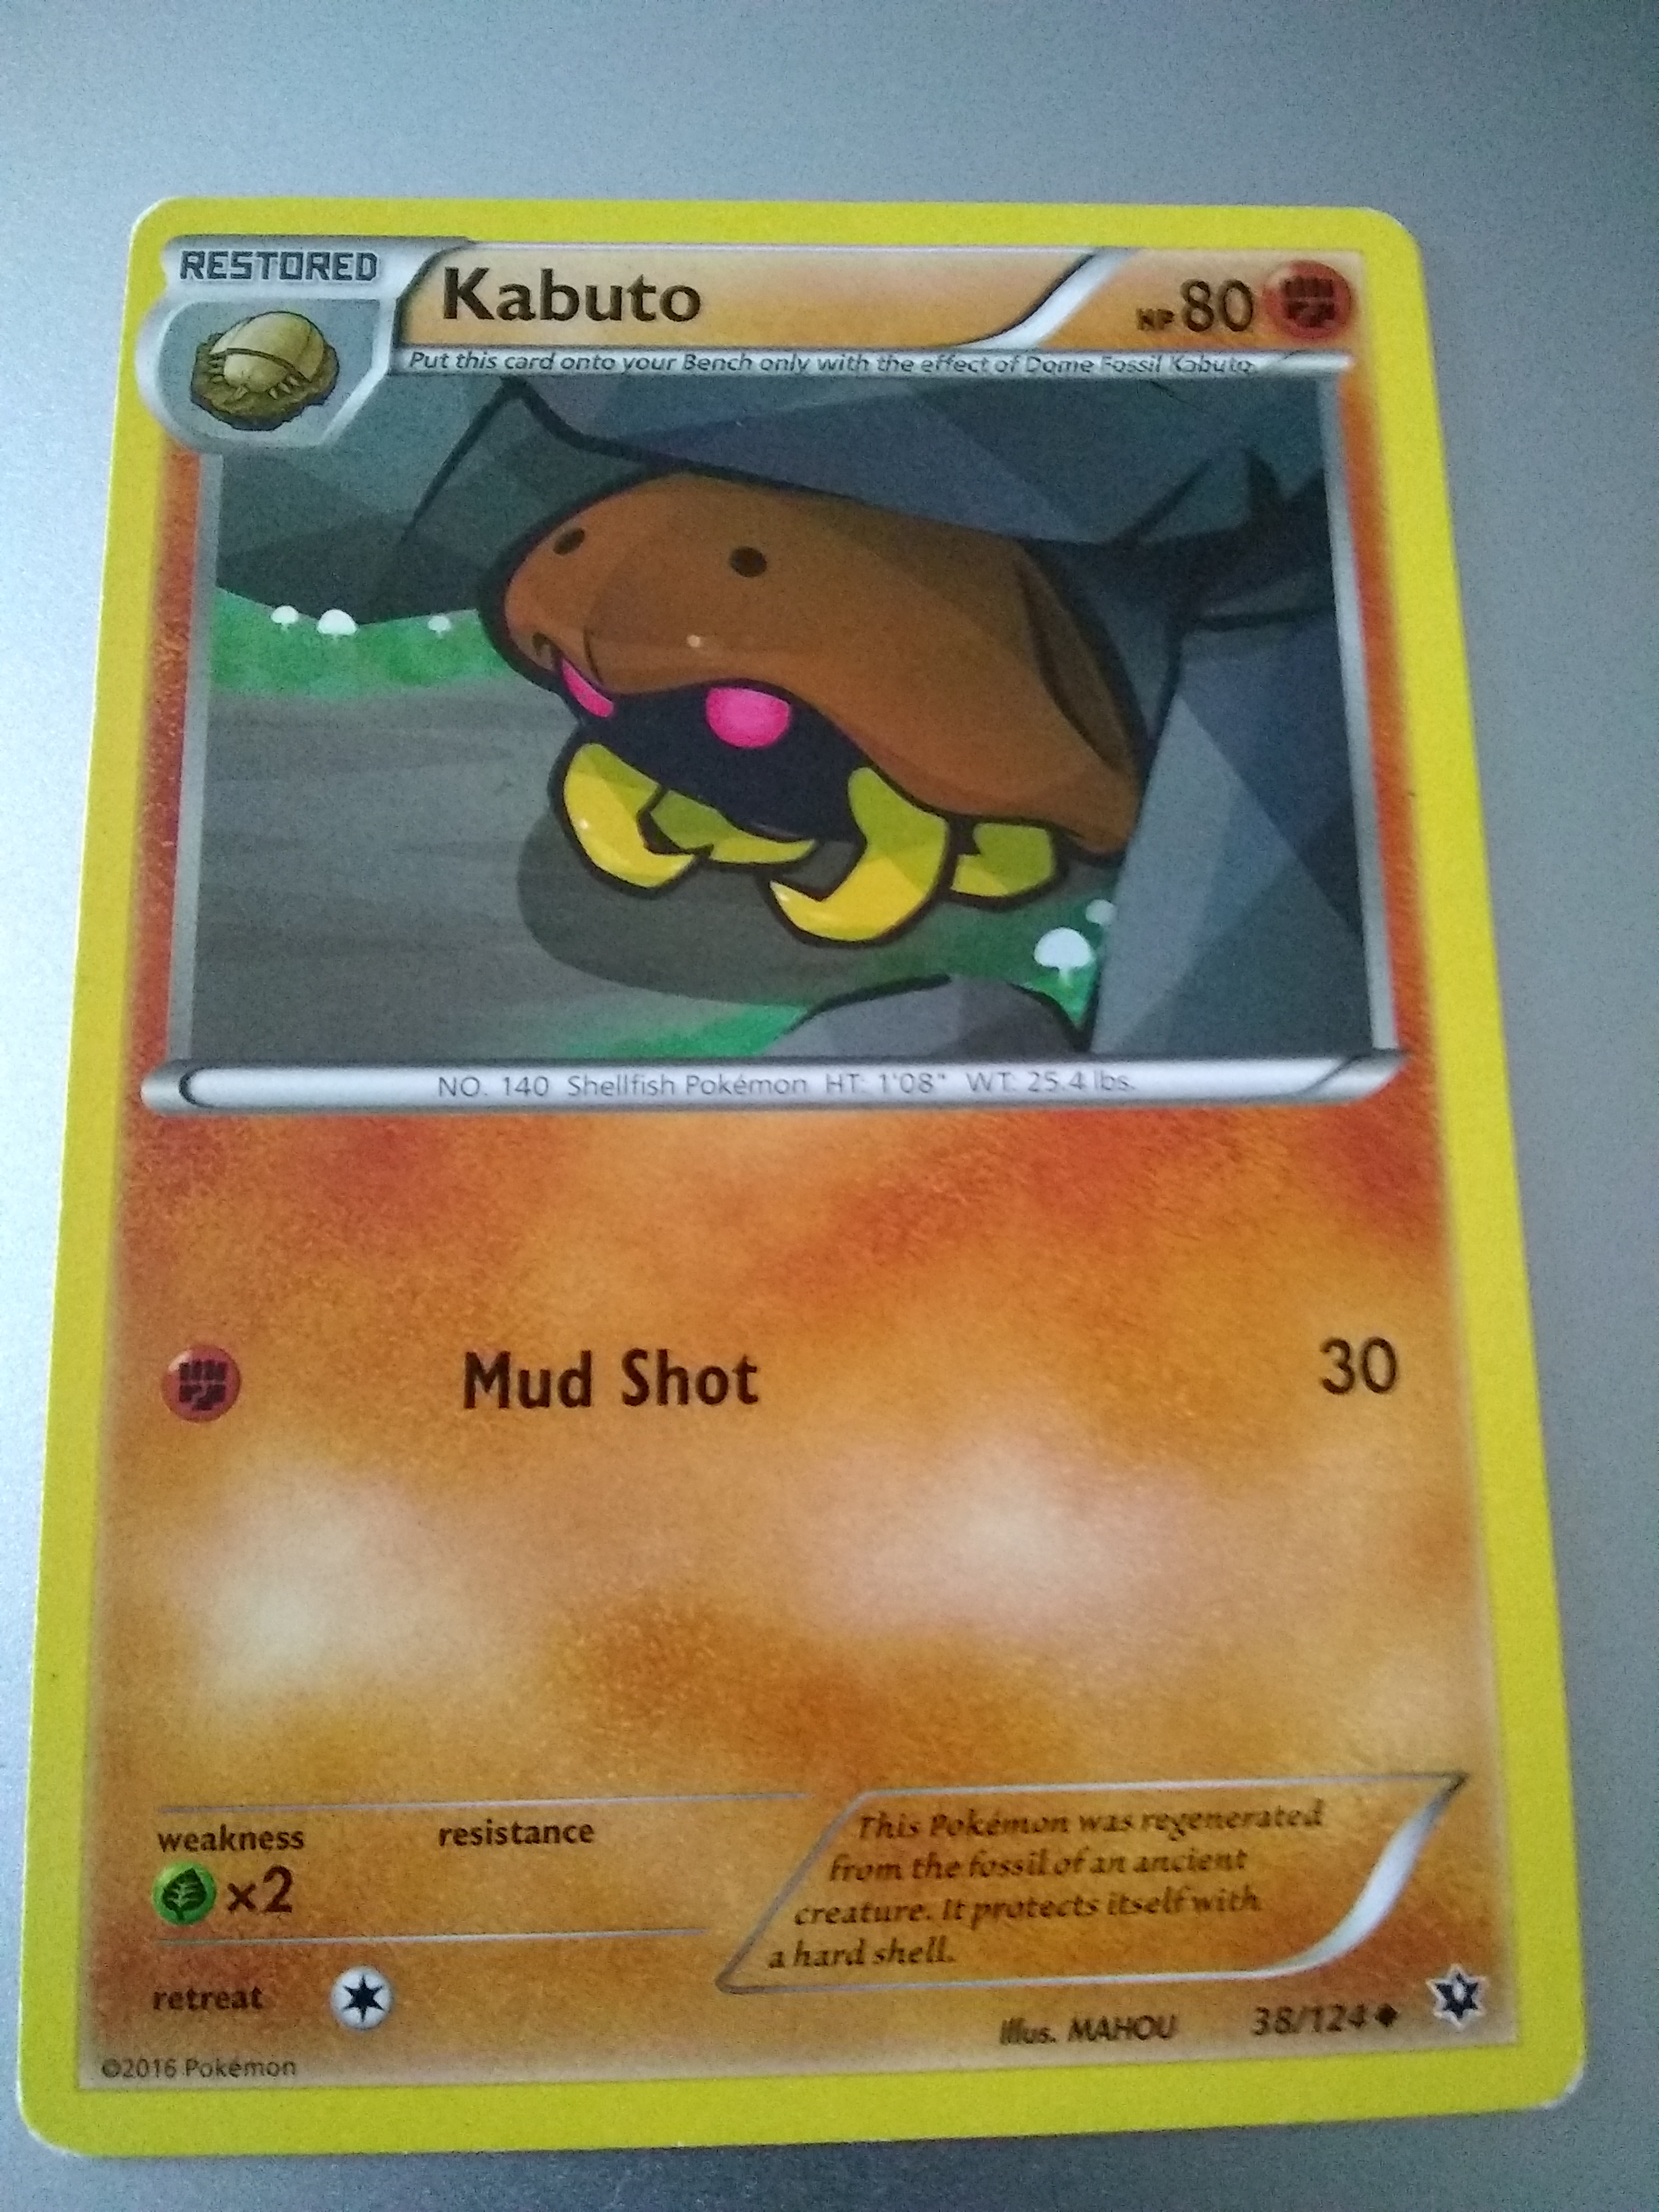 RESTORED
Kabuto
HP 80
Put this card onto your Bench only with the effect of Dome Fossil Kabuto.
NO. 140 Shellfish Pokémon HT: 1'08" WT: 25.4 lbs.
Mud Shot 30
weakness resistance
×2
This Pokémon was regenerated
from the fossil of an ancient
creature. It protects itself with
a hard shell.
retreat
Illus. MAHOU 38/124
©2016 Pokémon